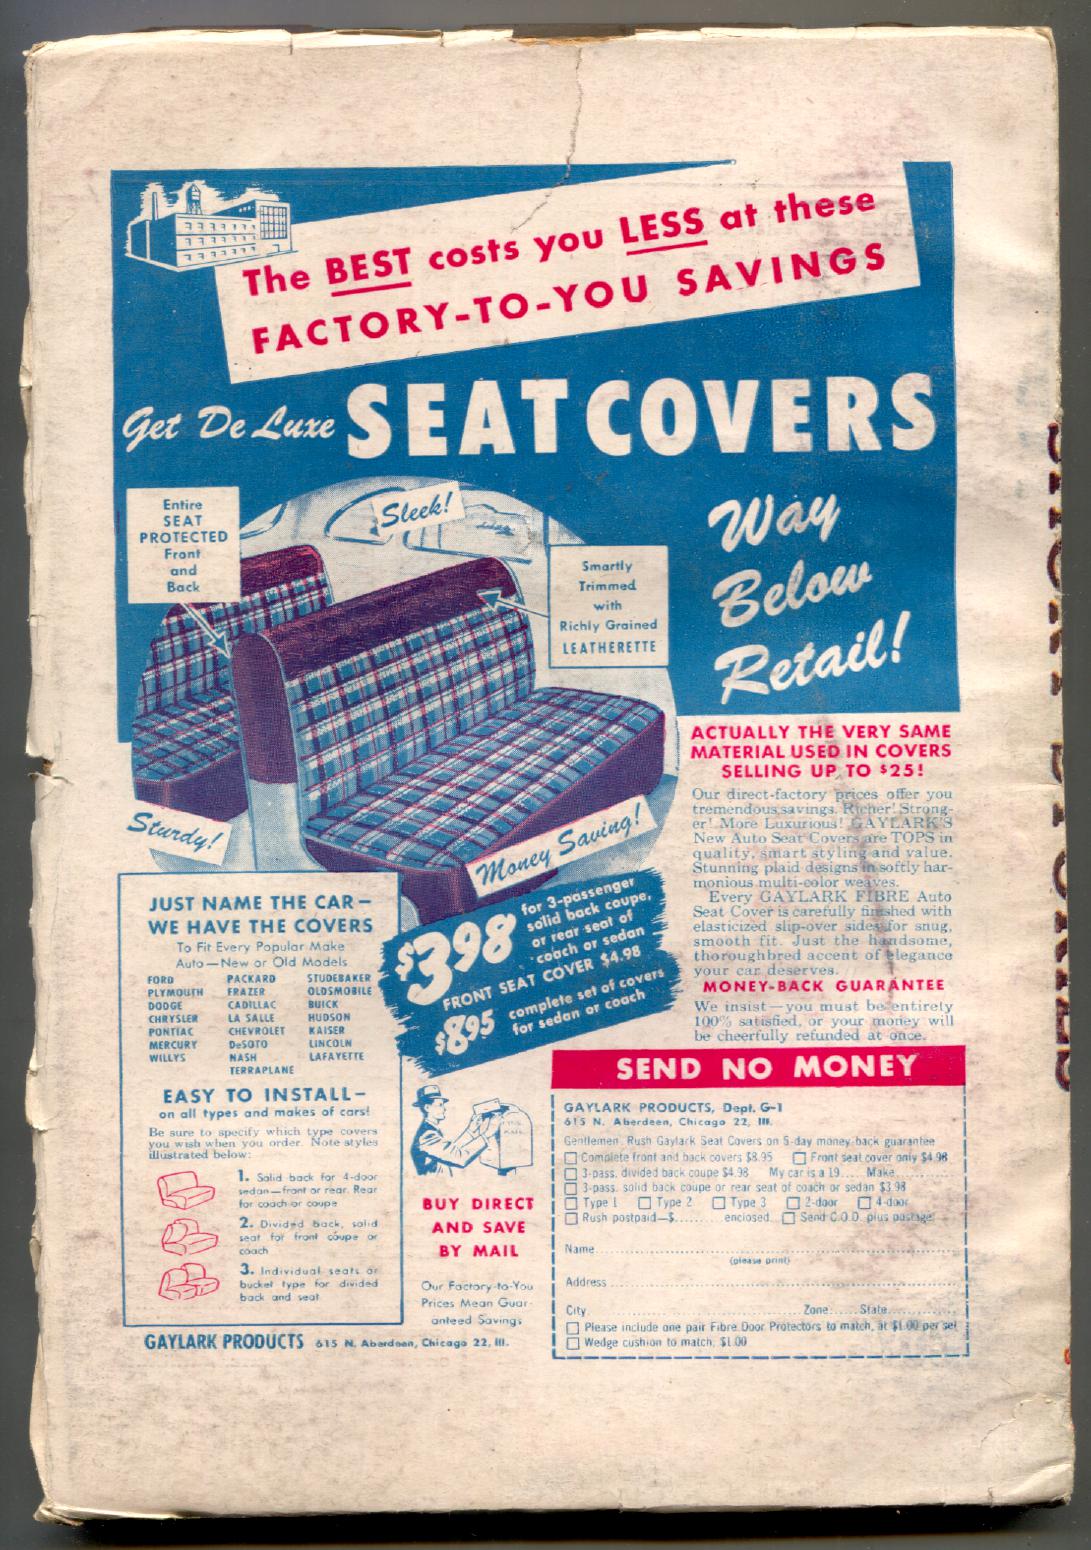 The BEST costs you LESS at these
FACTORY-TO-YOU SAVINGS
Get De Luxe SEAT COVERS
Way
Below
Retail!
Entire
SEAT
PROTECTED
Front
and
Back
Sleek!
Smartly
Trimmed
with
Richly Grained
LEATHERETTE
Sturdy!
Money Saving!
ACTUALLY THE VERY SAME
MATERIAL USED IN COVERS
SELLING UP TO $25!
Our direct-factory prices offer you
tremendous savings. Richer! Strong-
er! More Luxurious! GAYLARK'S
New Auto Seat Covers are TOPS in
quality, smart styling and value.
Stunning plaid designs in softly har-
monious multi-color weaves.
Every GAYLARK FIBRE Auto
Seat Cover is carefully finished with
elasticized slip-over sides for snug,
smooth fit. Just the handsome,
thoroughbred accent of elegance
your car deserves.
MONEY-BACK GUARANTEE
We insist—you must be entirely
100% satisfied, or your money will
be cheerfully refunded at once.
$3.98 for 3-passenger
solid back coupe,
or rear seat of
coach or sedan
FRONT SEAT COVER $4.98
$8.95 complete set of covers
for sedan or coach
JUST NAME THE CAR—
WE HAVE THE COVERS
To Fit Every Popular Make
Auto—New or Old Models
FORD PACKARD STUDEBAKER
PLYMOUTH FRAZER OLDSMOBILE
DODGE CADILLAC BUICK
CHRYSLER LA SALLE HUDSON
PONTIAC CHEVROLET KAISER
MERCURY DeSOTO LINCOLN
WILLYS NASH LAFAYETTE
TERRAPLANE
EASY TO INSTALL—
on all types and makes of cars!
Be sure to specify which type covers
you wish when you order. Note styles
illustrated below:
1. Solid back for 4-door
sedan—front or rear. Rear
for coach or coupe
2. Divided back, solid
seat for front coupe or
coach
3. Individual seats or
bucket type for divided
back and seat
GAYLARK PRODUCTS 615 N. Aberdeen, Chicago 22, Ill.
BUY DIRECT
AND SAVE
BY MAIL
Our Factory-to-You
Prices Mean Guar-
anteed Savings
SEND NO MONEY
GAYLARK PRODUCTS, Dept. G-1
615 N. Aberdeen, Chicago 22, Ill.
Gentlemen: Rush Gaylark Seat Covers on 5-day money-back guarantee
Complete front and back covers $8.95 Front seat cover only $4.98
3-pass. divided back coupe $4.98 My car is a 19..... Make.......
3-pass. solid back coupe or rear seat of coach or sedan $3.98
Type 1 Type 2 Type 3 2-door 4-door
Rush postpaid—$........ enclosed. Send C.O.D. plus postage
Name
(please print)
Address
City Zone State
Please include one pair Fibre Door Protectors to match, at $1.00 per set
Wedge cushion to match, $1.00